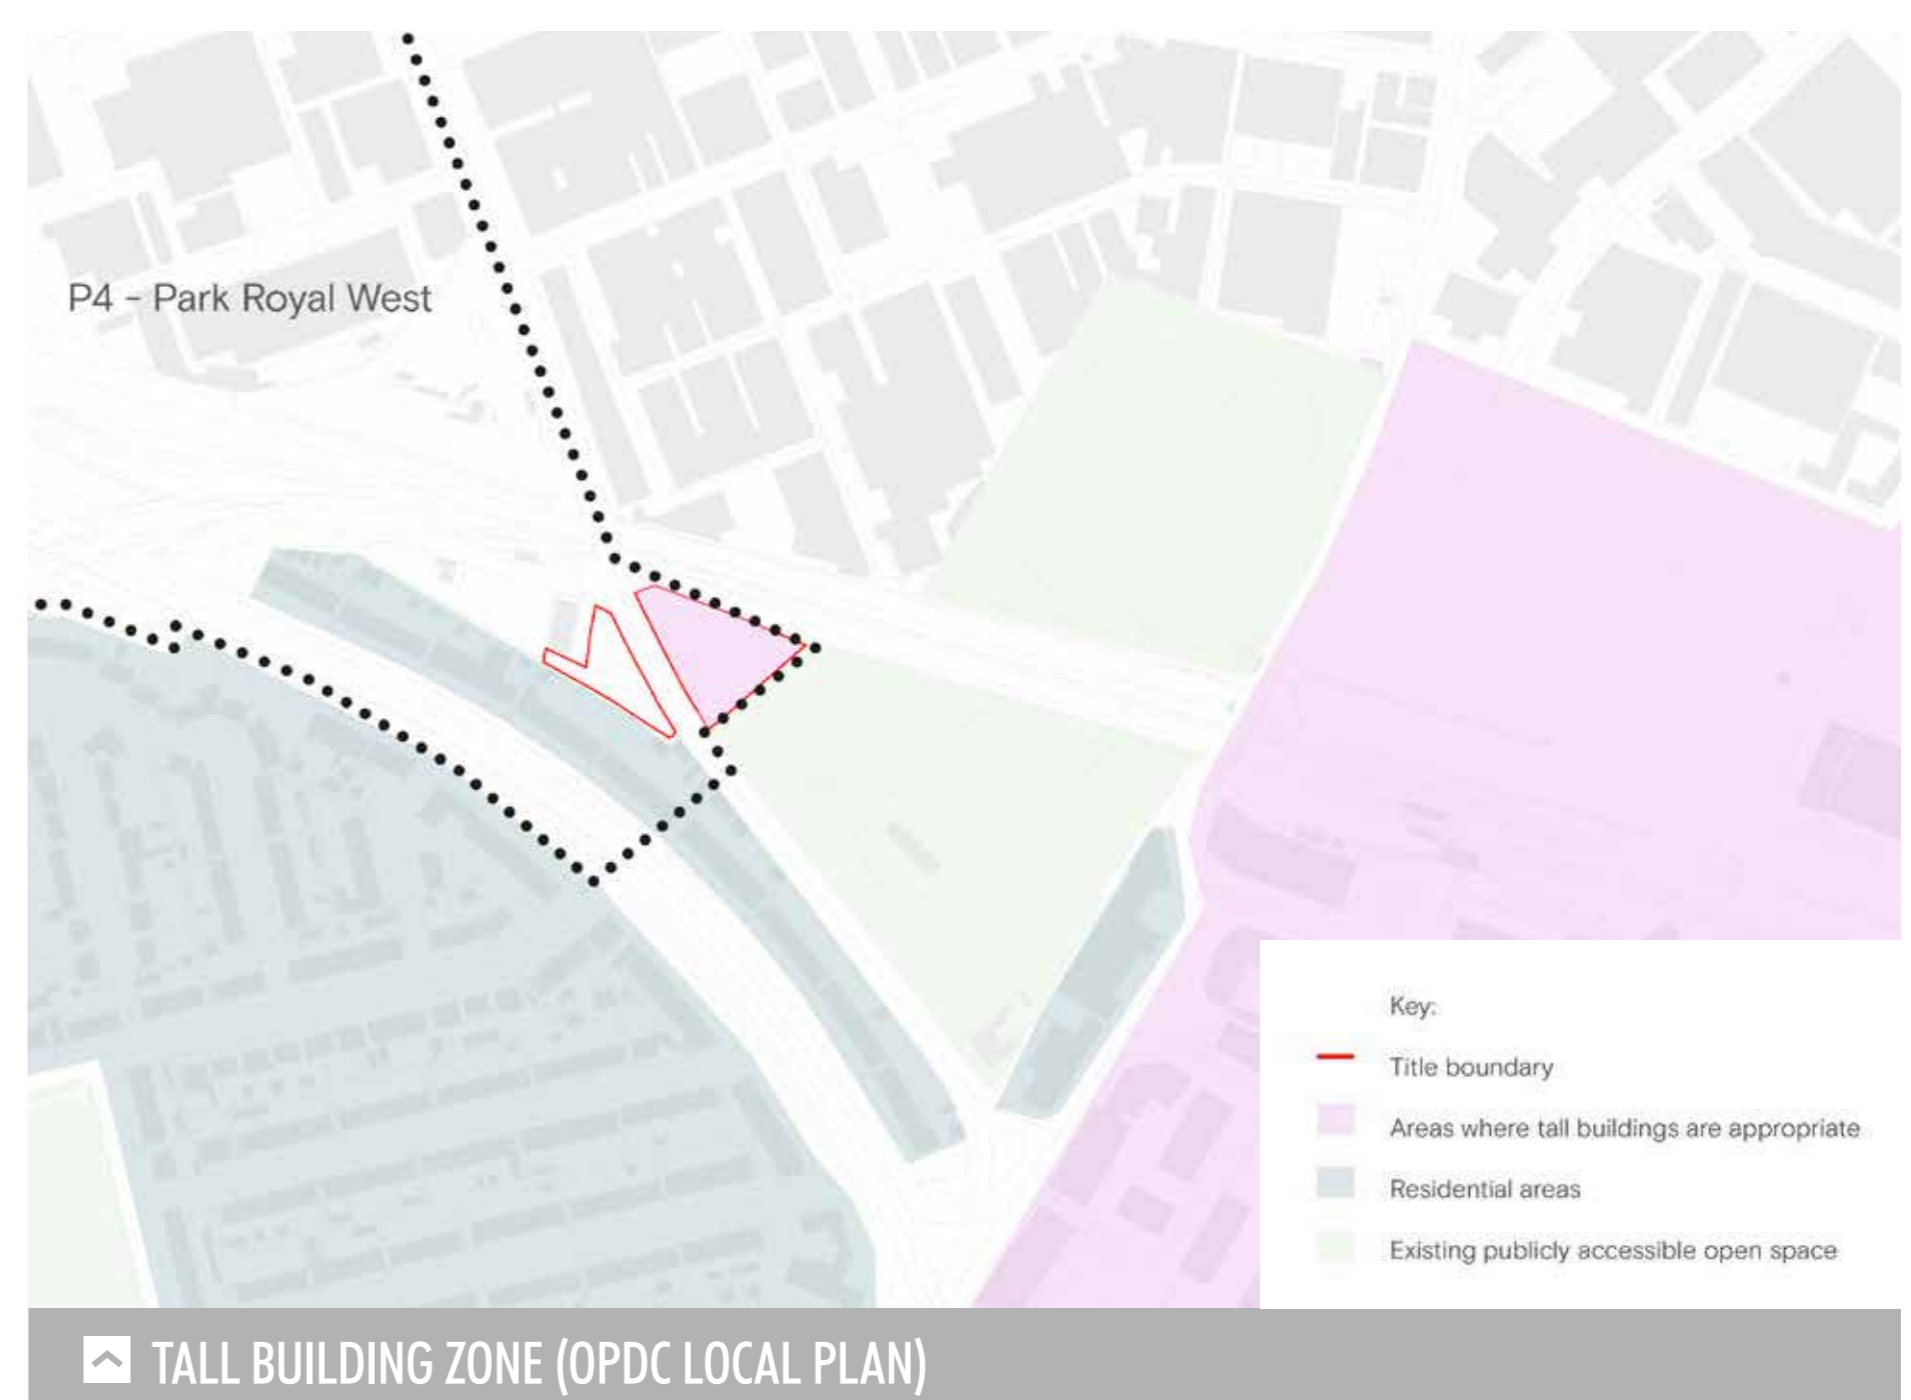 P4 - Park Royal West
Key:
Title boundary
Areas where tall buildings are appropriate
Residential areas
Existing publicly accessible open space
TALL BUILDING ZONE (OPDC LOCAL PLAN)